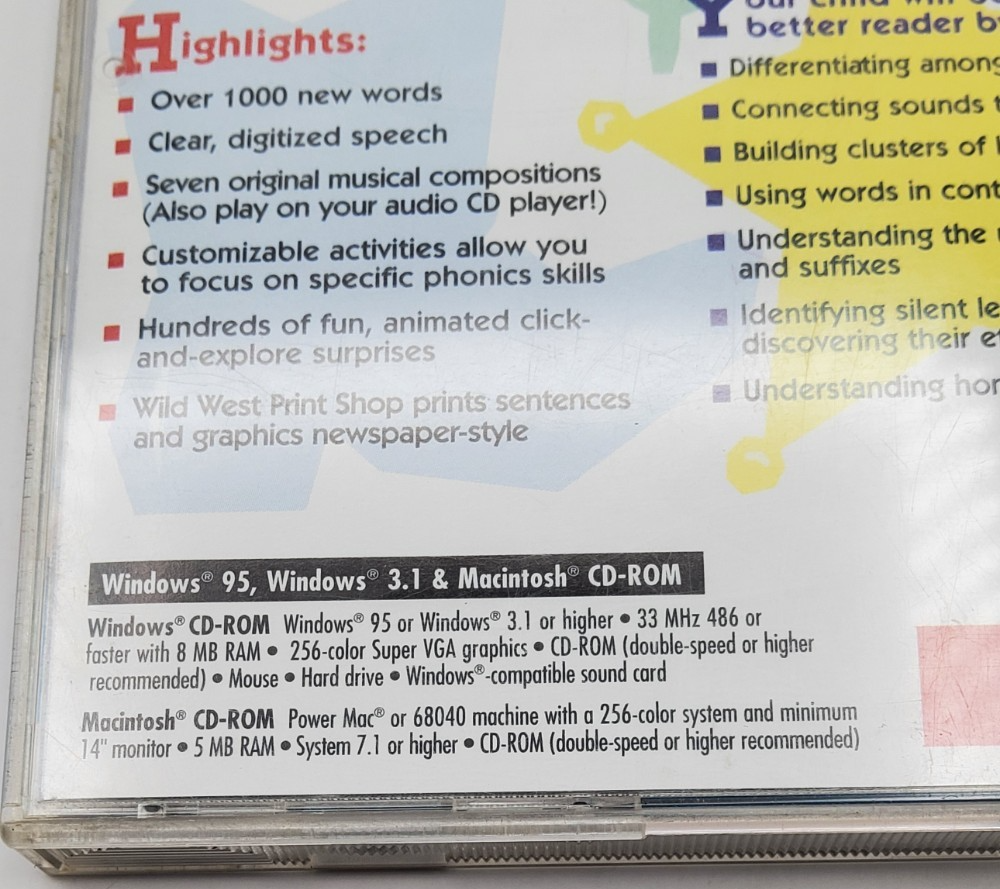 Highlights:
Over 1000 new words
Clear, digitized speech
Seven original musical compositions
(Also play on your audio CD player!)
Customizable activities allow you
to focus on specific phonics skills
Hundreds of fun, animated click-
and-explore surprises
Wild West Print Shop prints sentences
and graphics newspaper-style
better reader b
Differentiating among
Connecting sounds
Building clusters of
Using words in cont
Understanding the
and suffixes
Identifying silent le
discovering their e
Understanding hom
Windows® 95, Windows® 3.1 & Macintosh® CD-ROM
Windows® CD-ROM Windows® 95 or Windows® 3.1 or higher • 33 MHz 486 or
faster with 8 MB RAM • 256-color Super VGA graphics • CD-ROM (double-speed or higher
recommended) • Mouse • Hard drive • Windows®-compatible sound card
Macintosh® CD-ROM Power Mac® or 68040 machine with a 256-color system and minimum
14" monitor • 5 MB RAM • System 7.1 or higher • CD-ROM (double-speed or higher recommended)